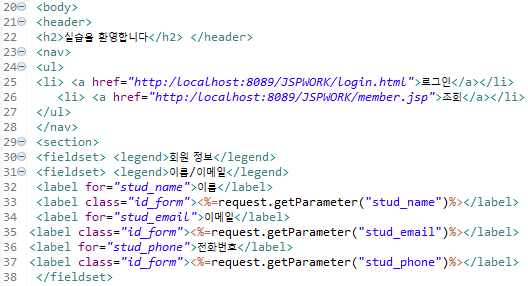 20 <body>
21 <header>
22 <h2>실습을 환영합니다</h2> </header>
23 <nav>
24 <ul>
25 <li> <a href="http:/localhost:8089/JSPWORK/login.html">로그인</a></li>
26 <li> <a href="http:/localhost:8089/JSPWORK/member.jsp">조회</a></li>
27 </ul>
28 </nav>
29 <section>
30 <fieldset> <legend>회원 정보</legend>
31 <fieldset> <legend>이름/이메일</legend>
32 <label for="stud_name">이름</label>
33 <label class="id_form"><%=request.getParameter("stud_name")%></label>
34 <label for="stud_email">이메일</label>
35 <label class="id_form"><%=request.getParameter("stud_email")%></label>
36 <label for="stud_phone">전화번호</label>
37 <label class="id_form"><%=request.getParameter("stud_phone")%></label>
38 </fieldset>